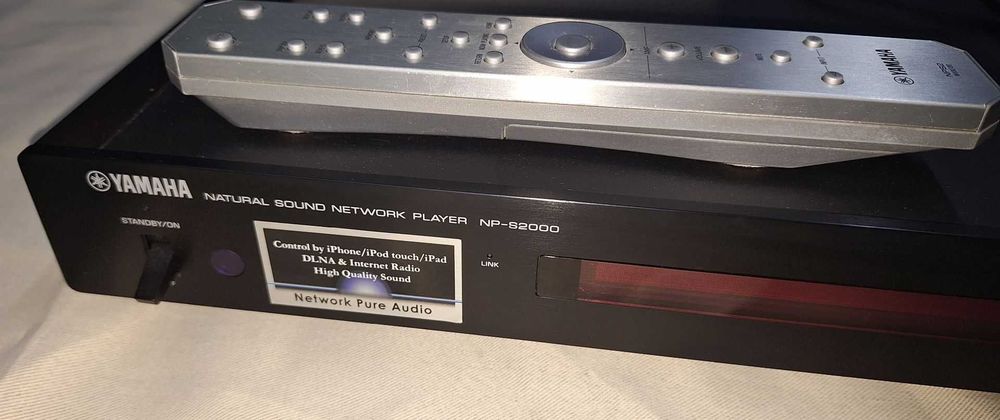 YAMAHA
YAMAHA NATURAL SOUND NETWORK PLAYER NP-S2000
STANDBY/ON
Control by iPhone/iPod touch/iPad
DLNA & Internet Radio
High Quality Sound
Network Pure Audio
LINK